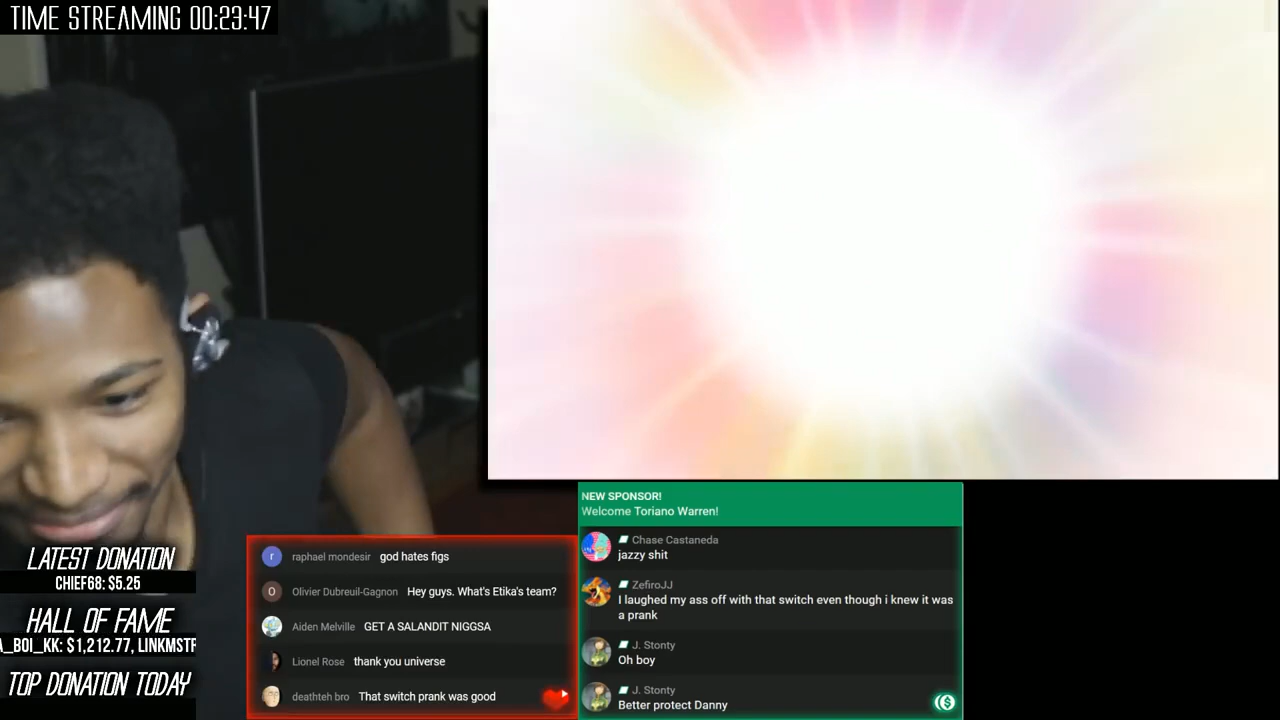 TIME STREAMING 00:23:47
LATEST DONATION
CHIEF68: $5.25
HALL OF FAME
A_BOI_KK: $1,212.77, LINKMSTR
TOP DONATION TODAY
r raphael mondesir god hates figs
O Olivier Dubreuil-Gagnon Hey guys. What's Etika's team?
Aiden Melville GET A SALANDIT NIGGSA
Lionel Rose thank you universe
deathteh bro That switch prank was good
NEW SPONSOR!
Welcome Toriano Warren!
Chase Castaneda
jazzy shit
ZefiroJJ
I laughed my ass off with that switch even though i knew it was
a prank
J. Stonty
Oh boy
J. Stonty
Better protect Danny